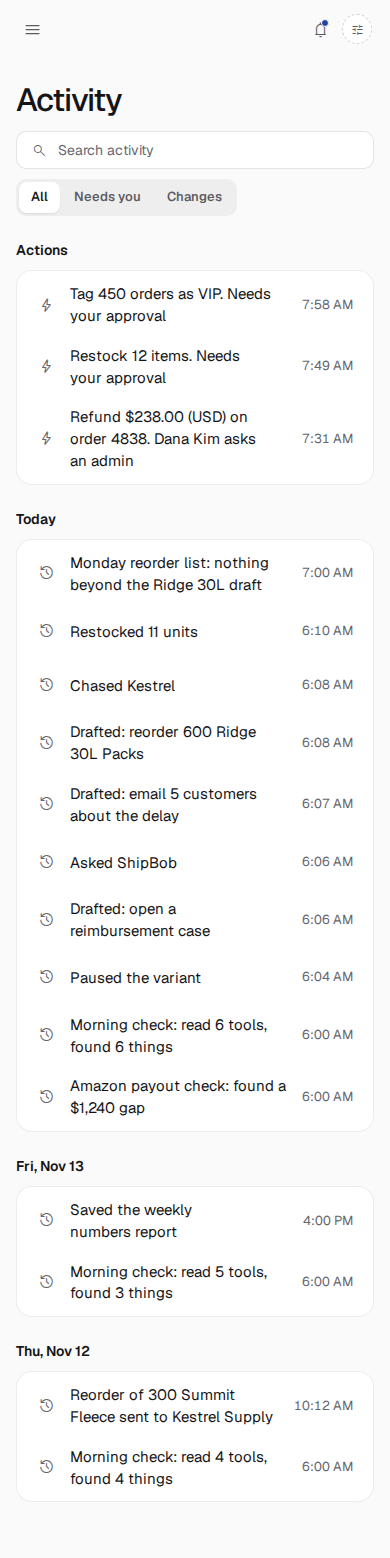 Activity
Search activity
All Needs you Changes
Actions
Tag 450 orders as VIP. Needs
your approval
7:58 AM
Restock 12 items. Needs
your approval
7:49 AM
Refund $238.00 (USD) on
order 4838. Dana Kim asks
an admin
7:31 AM
Today
Monday reorder list: nothing
beyond the Ridge 30L draft
7:00 AM
Restocked 11 units
6:10 AM
Chased Kestrel
6:08 AM
Drafted: reorder 600 Ridge
30L Packs
6:08 AM
Drafted: email 5 customers
about the delay
6:07 AM
Asked ShipBob
6:06 AM
Drafted: open a
reimbursement case
6:06 AM
Paused the variant
6:04 AM
Morning check: read 6 tools,
found 6 things
6:00 AM
Amazon payout check: found a
$1,240 gap
6:00 AM
Fri, Nov 13
Saved the weekly
numbers report
4:00 PM
Morning check: read 5 tools,
found 3 things
6:00 AM
Thu, Nov 12
Reorder of 300 Summit
Fleece sent to Kestrel Supply
10:12 AM
Morning check: read 4 tools,
found 4 things
6:00 AM